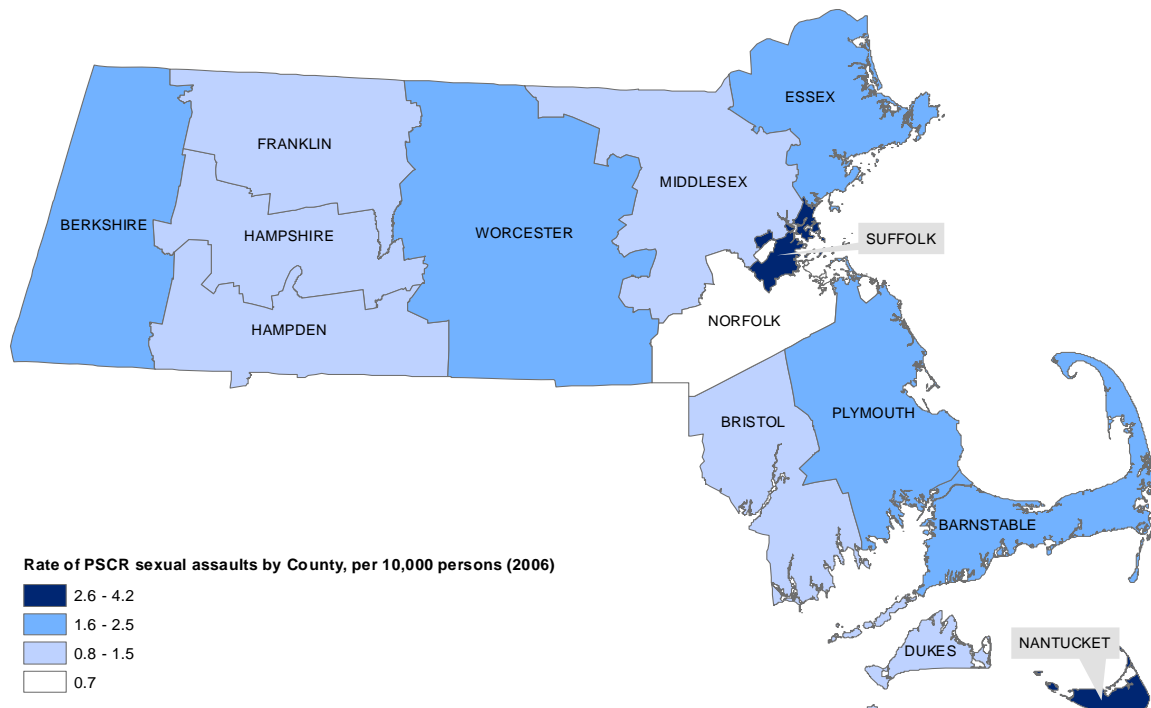 ESSEX
FRANKLIN
MIDDLESEX
BERKSHIRE
HAMPSHIRE
WORCESTER
SUFFOLK
NORFOLK
HAMPDEN
PLYMOUTH
BRISTOL
BARNSTABLE
Rate of PSCR sexual assaults by County, per 10,000 persons (2006)
2.6 - 4.2
1.6 - 2.5
0.8 - 1.5
0.7
DUKES
NANTUCKET